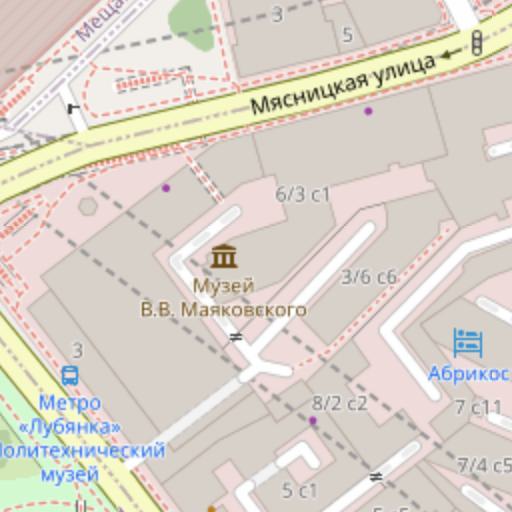 Меща
3
5
Мясницкая улица
6/3 с1
Музей
В.В. Маяковского
3/6 с6
3
Метро
«Лубянка»
Политехнический
музей
Абрикос
8/2 с2
7 с11
7/4 с5
5 с1